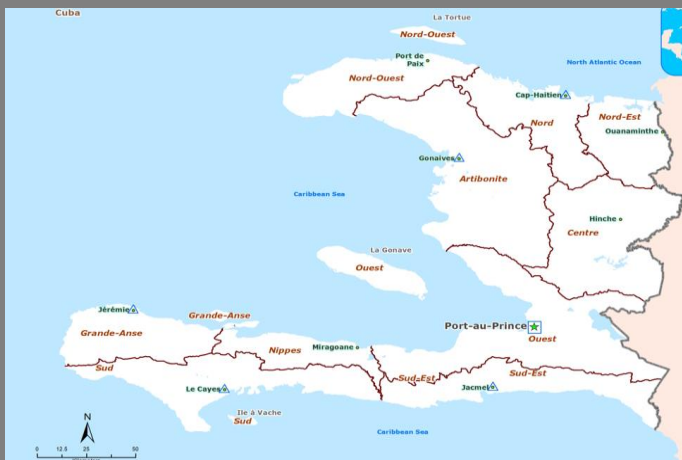 Cuba
La Tortue
Nord-Ouest
Port de
Paix
North Atlantic Ocean
Nord-Ouest
Cap-Haïtien
Nord
Nord-Est
Ouanaminthe
Gonaives
Artibonite
Caribbean Sea
Hinche
Centre
La Gonave
Ouest
Jérémie
Grande-Anse
Grande-Anse
Port-au-Prince
Ouest
Miragoane
Nippes
Sud
Sud-Est
Sud-Est
Le Cayes
Jacmel
Ile à Vache
Sud
Caribbean Sea
N
0 12.5 25 50